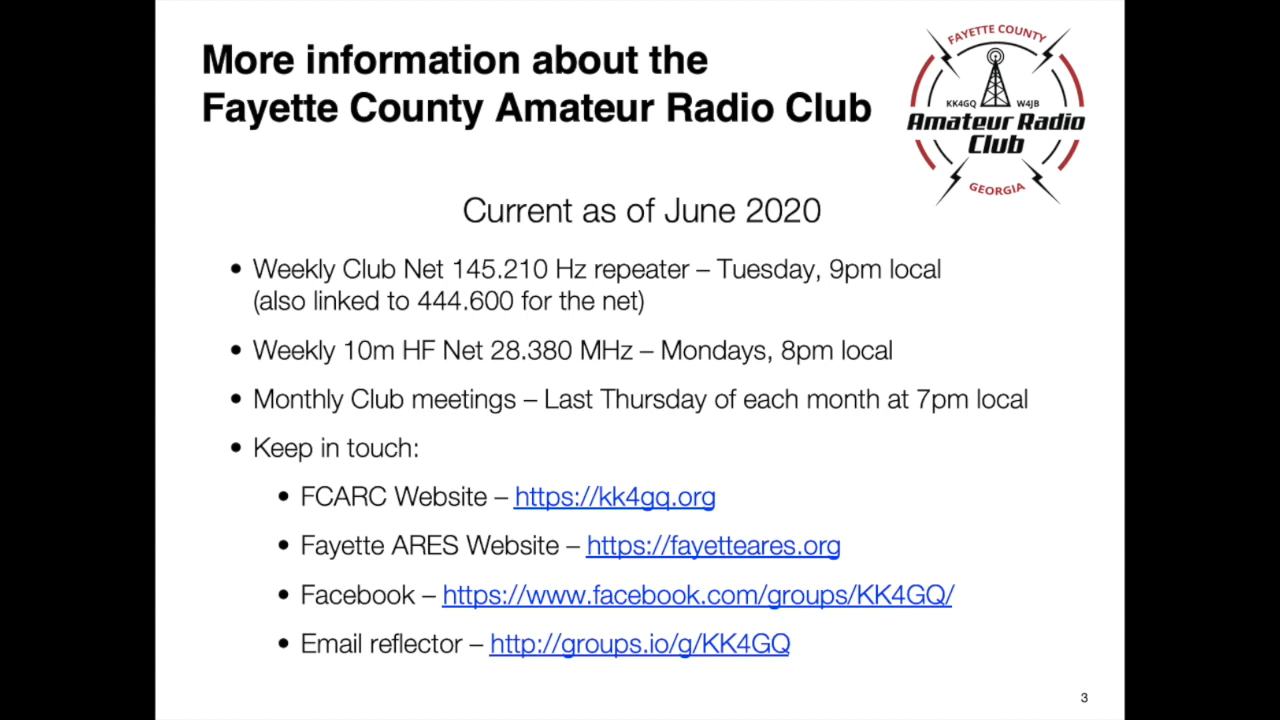 More information about the
Fayette County Amateur Radio Club
FAYETTE COUNTY
KK4GQ W4JB
Amateur Radio
Club
GEORGIA
Current as of June 2020
• Weekly Club Net 145.210 Hz repeater – Tuesday, 9pm local
(also linked to 444.600 for the net)
• Weekly 10m HF Net 28.380 MHz – Mondays, 8pm local
• Monthly Club meetings – Last Thursday of each month at 7pm local
• Keep in touch:
• FCARC Website – https://kk4gq.org
• Fayette ARES Website – https://fayetteares.org
• Facebook – https://www.facebook.com/groups/KK4GQ/
• Email reflector – http://groups.io/g/KK4GQ
3